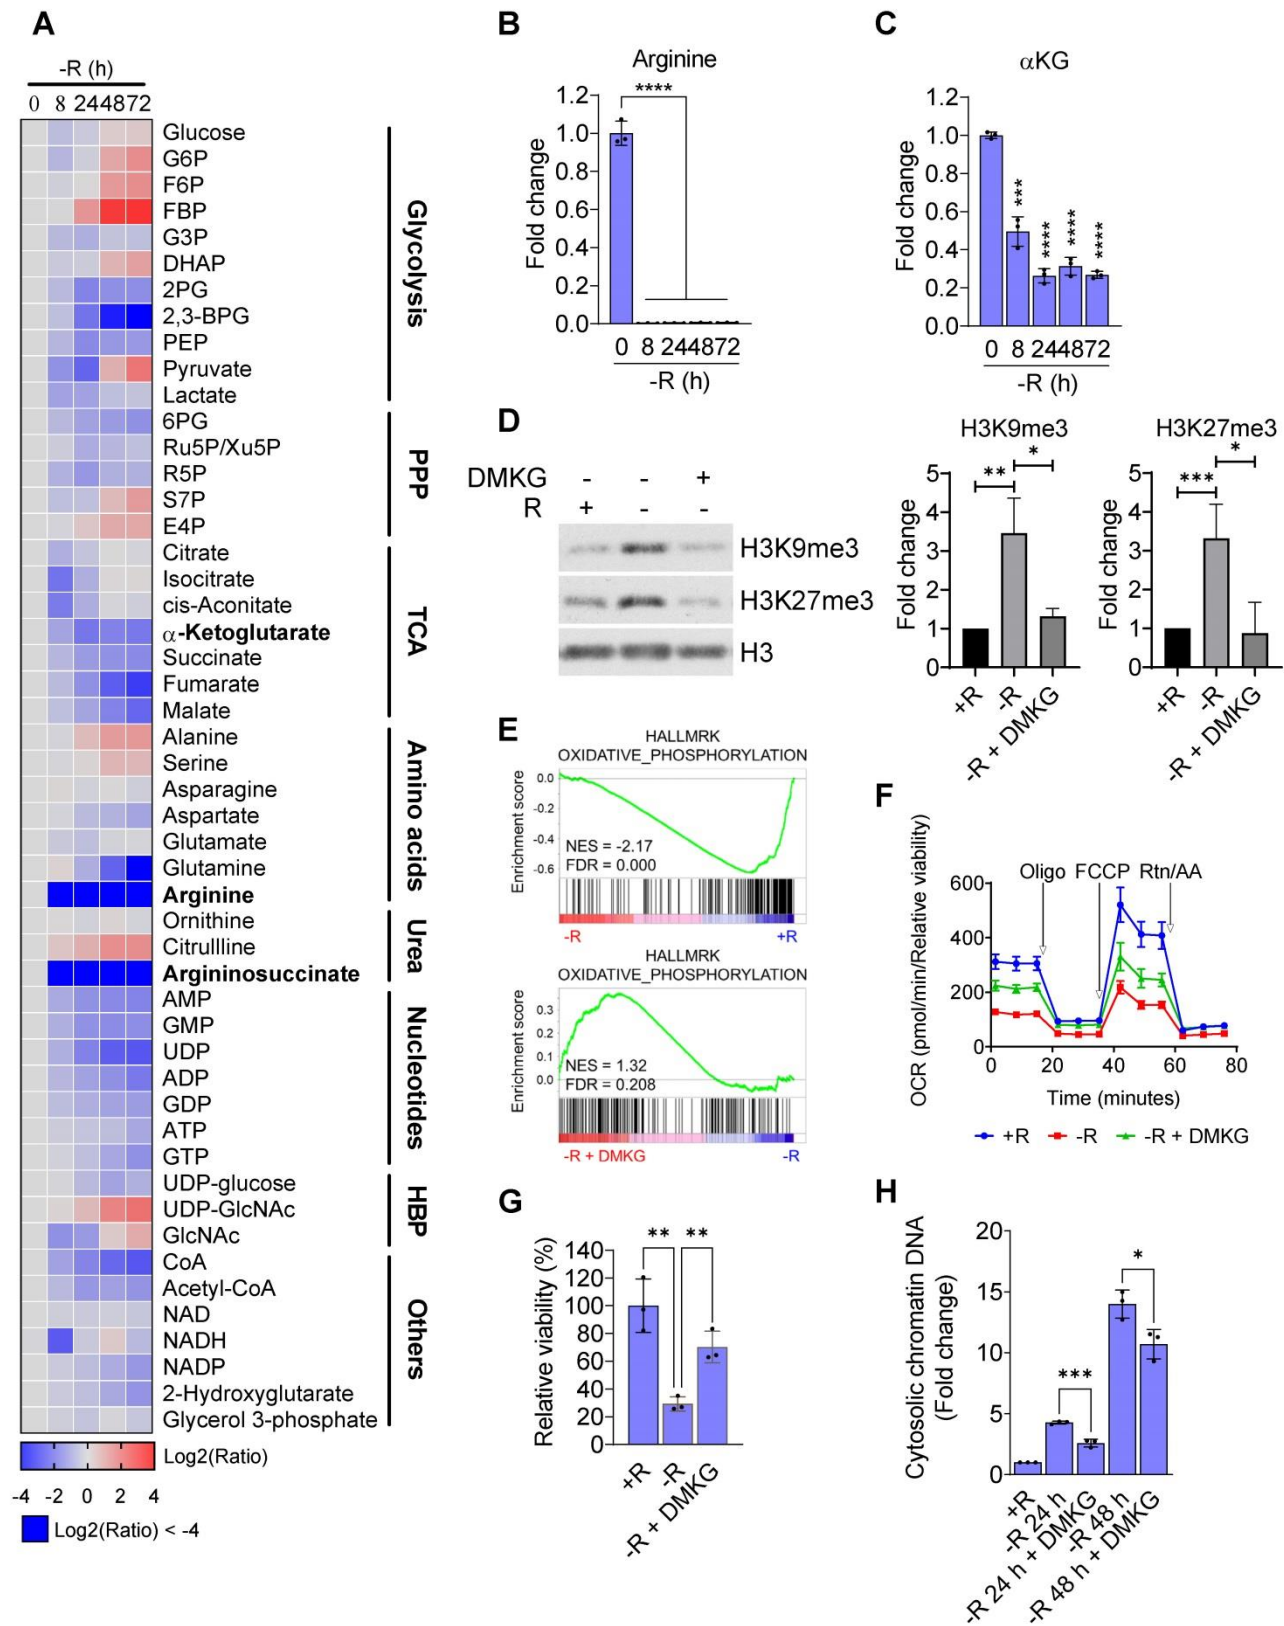 A
-R (h)
0 8 24 48 72
Glucose
G6P
F6P
FBP
G3P
DHAP
2PG
2,3-BPG
PEP
Pyruvate
Lactate
Glycolysis
6PG
Ru5P/Xu5P
R5P
S7P
E4P
PPP
Citrate
Isocitrate
cis-Aconitate
α-Ketoglutarate
Succinate
Fumarate
Malate
TCA
Alanine
Serine
Asparagine
Aspartate
Glutamate
Glutamine
Arginine
Amino acids
Ornithine
Citrullline
Argininosuccinate
Urea
AMP
GMP
UDP
ADP
GDP
ATP
GTP
Nucleotides
UDP-glucose
UDP-GlcNAc
GlcNAc
HBP
CoA
Acetyl-CoA
NAD
NADH
NADP
2-Hydroxyglutarate
Glycerol 3-phosphate
Others
Log2(Ratio)
-4 -2 0 2 4
Log2(Ratio) < -4
B
Arginine
****
Fold change
1.2
1.0
0.8
0.6
0.4
0.2
0.0
0 8 24 48 72
-R (h)
C
αKG
Fold change
1.2
1.0
0.8
0.6
0.4
0.2
0.0
*** **** **** ****
0 8 24 48 72
-R (h)
D
DMKG - - +
R + - -
H3K9me3
H3K27me3
H3
H3K9me3
** *
Fold change
5
4
3
2
1
0
+R
-R
-R + DMKG
H3K27me3
*** *
Fold change
5
4
3
2
1
0
+R
-R
-R + DMKG
E
HALLMRK
OXIDATIVE_PHOSPHORYLATION
Enrichment score
0.0
-0.2
-0.4
-0.6
NES = -2.17
FDR = 0.000
-R +R
HALLMRK
OXIDATIVE_PHOSPHORYLATION
Enrichment score
0.3
0.2
0.1
0.0
NES = 1.32
FDR = 0.208
-R + DMKG -R
F
OCR (pmol/min/Relative viability)
Oligo FCCP Rtn/AA
600
400
200
0
0 20 40 60 80
Time (minutes)
+R -R -R + DMKG
G
Relative viability (%)
** **
140
120
100
80
60
40
20
0
+R
-R
-R + DMKG
H
Cytosolic chromatin DNA
(Fold change)
20
15
10
5
0
*** *
+R
-R 24 h
-R 24 h + DMKG
-R 48 h
-R 48 h + DMKG